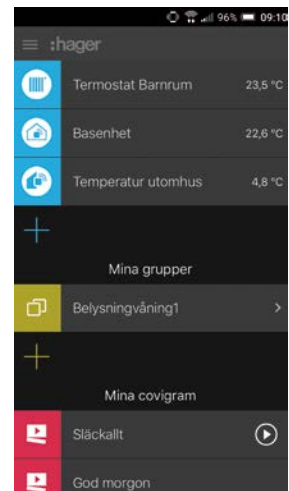 96% 09:10
:hager
Termostat Barnrum 23,5 °C
Basenhet 22,6 °C
Temperatur utomhus 4,8 °C
Mina grupper
Belysningvåning1
Mina covigram
Släckallt
God morgon